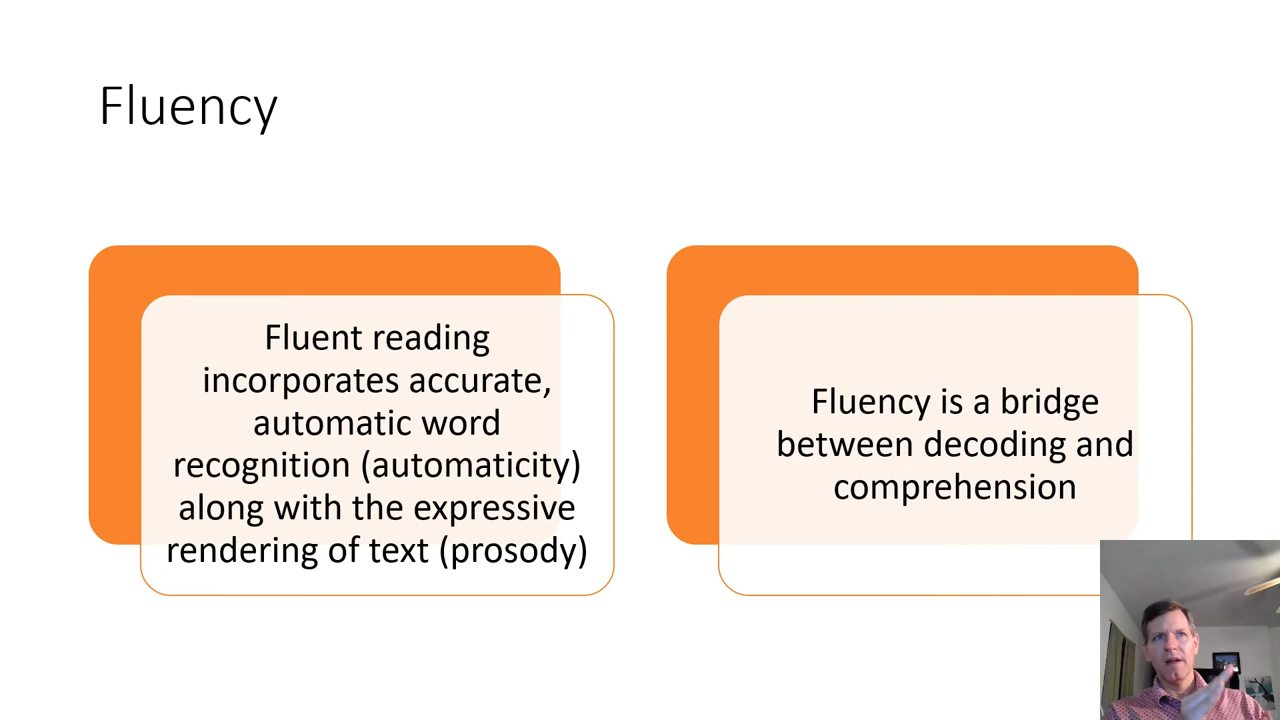 Fluency
Fluent reading
incorporates accurate,
automatic word
recognition (automaticity)
along with the expressive
rendering of text (prosody)
Fluency is a bridge
between decoding and
comprehension